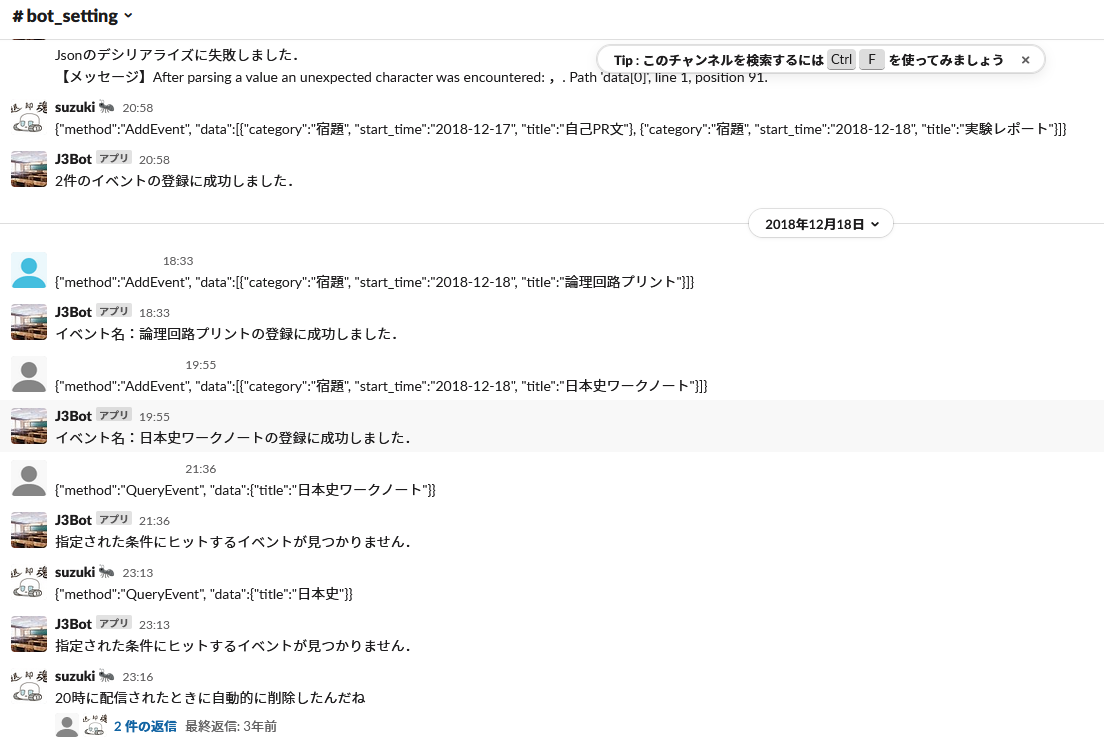 # bot_setting
Jsonのデシリアライズに失敗しました．
Tip : このチャンネルを検索するには Ctrl F を使ってみましょう ×
【メッセージ】After parsing a value an unexpected character was encountered: ，. Path 'data[0]', line 1, position 91.
suzuki 20:58
{"method":"AddEvent", "data":[[{"category":"宿題", "start_time":"2018-12-17", "title":"自己PR文"}, {"category":"宿題", "start_time":"2018-12-18", "title":"実験レポート"}]]}
J3Bot アプリ 20:58
2件のイベントの登録に成功しました．
2018年12月18日
18:33
{"method":"AddEvent", "data":[[{"category":"宿題", "start_time":"2018-12-18", "title":"論理回路プリント"}]]}
J3Bot アプリ 18:33
イベント名：論理回路プリントの登録に成功しました．
19:55
{"method":"AddEvent", "data":[[{"category":"宿題", "start_time":"2018-12-18", "title":"日本史ワークノート"}]]}
J3Bot アプリ 19:55
イベント名：日本史ワークノートの登録に成功しました．
21:36
{"method":"QueryEvent", "data":{"title":"日本史ワークノート"}}
J3Bot アプリ 21:36
指定された条件にヒットするイベントが見つかりません．
suzuki 23:13
{"method":"QueryEvent", "data":{"title":"日本史"}}
J3Bot アプリ 23:13
指定された条件にヒットするイベントが見つかりません．
suzuki 23:16
20時に配信されたときに自動的に削除したんだね
2 件の返信 最終返信: 3年前